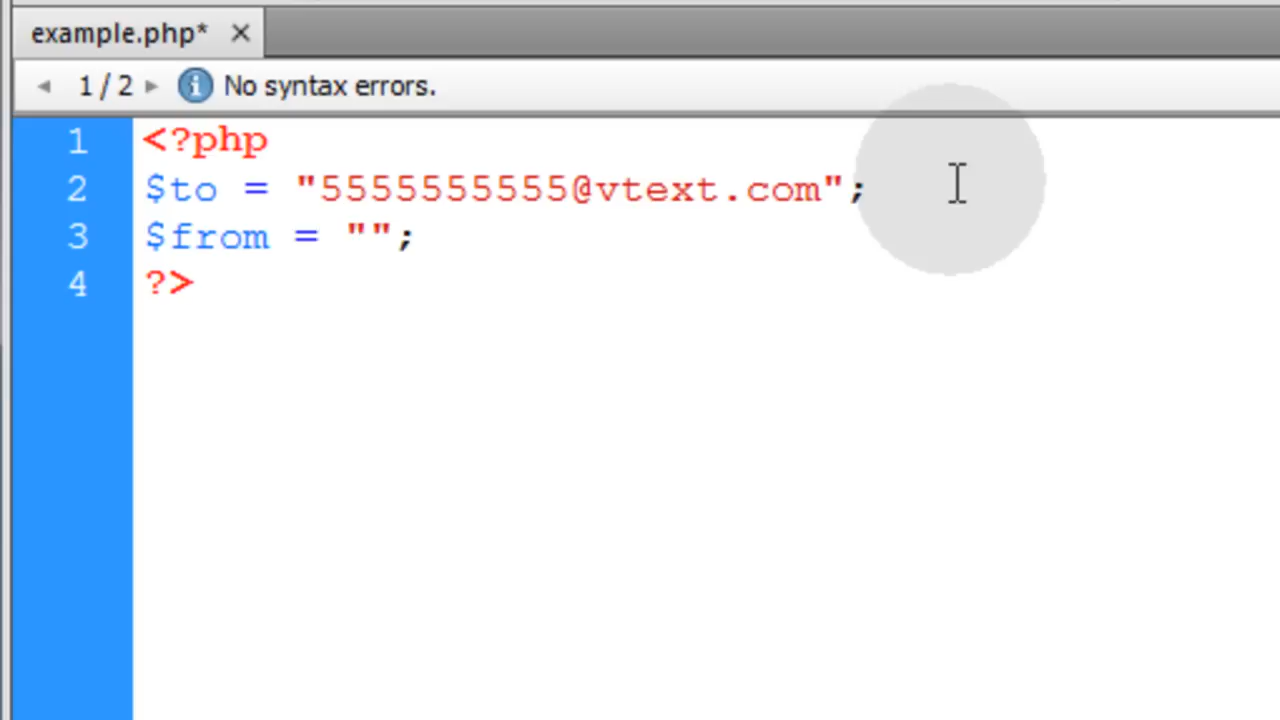 example.php* ×
1 / 2 No syntax errors.
1 <?php
2 $to = "5555555555@vtext.com";
3 $from = "";
4 ?>